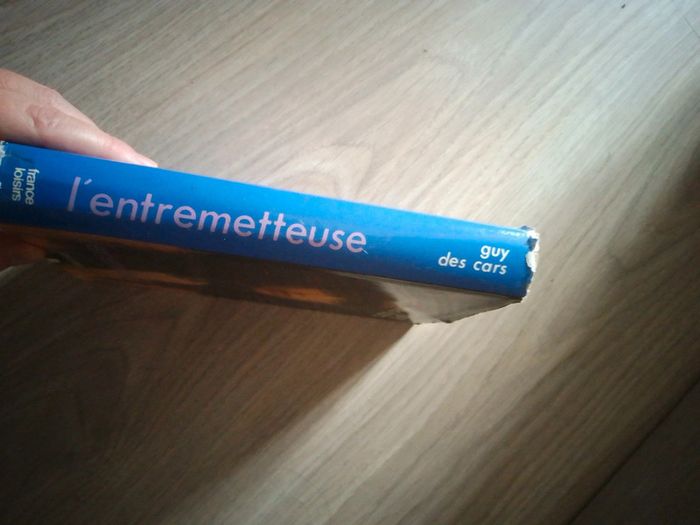 france
loisirs
l'entremetteuse
guy
des cars